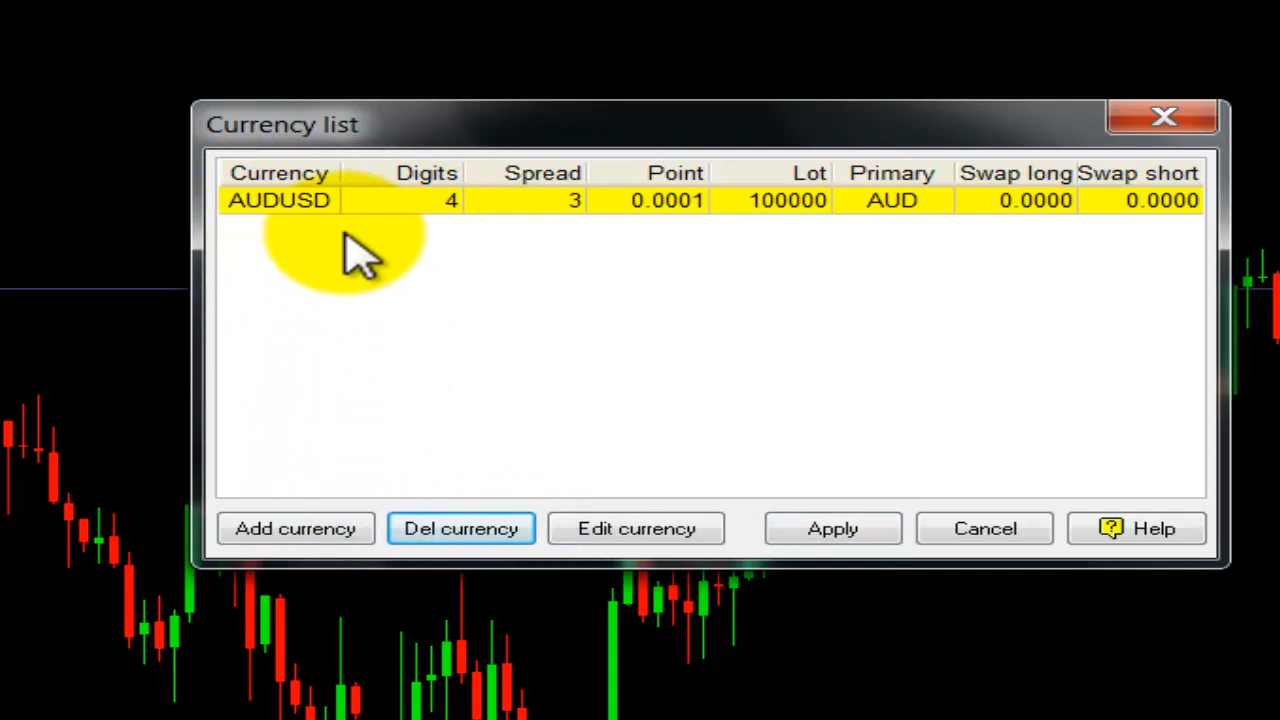 Currency list
Currency Digits Spread Point Lot Primary Swap long Swap short
AUDUSD 4 3 0.0001 100000 AUD 0.0000 0.0000
Add currency Del currency Edit currency Apply Cancel ? Help